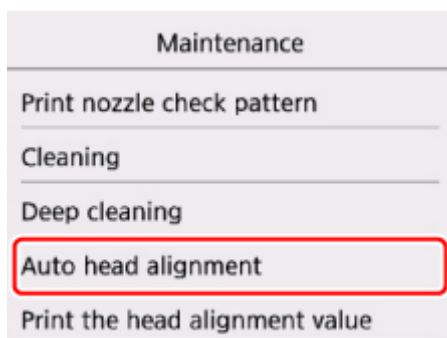 Maintenance
Print nozzle check pattern
Cleaning
Deep cleaning
Auto head alignment
Print the head alignment value